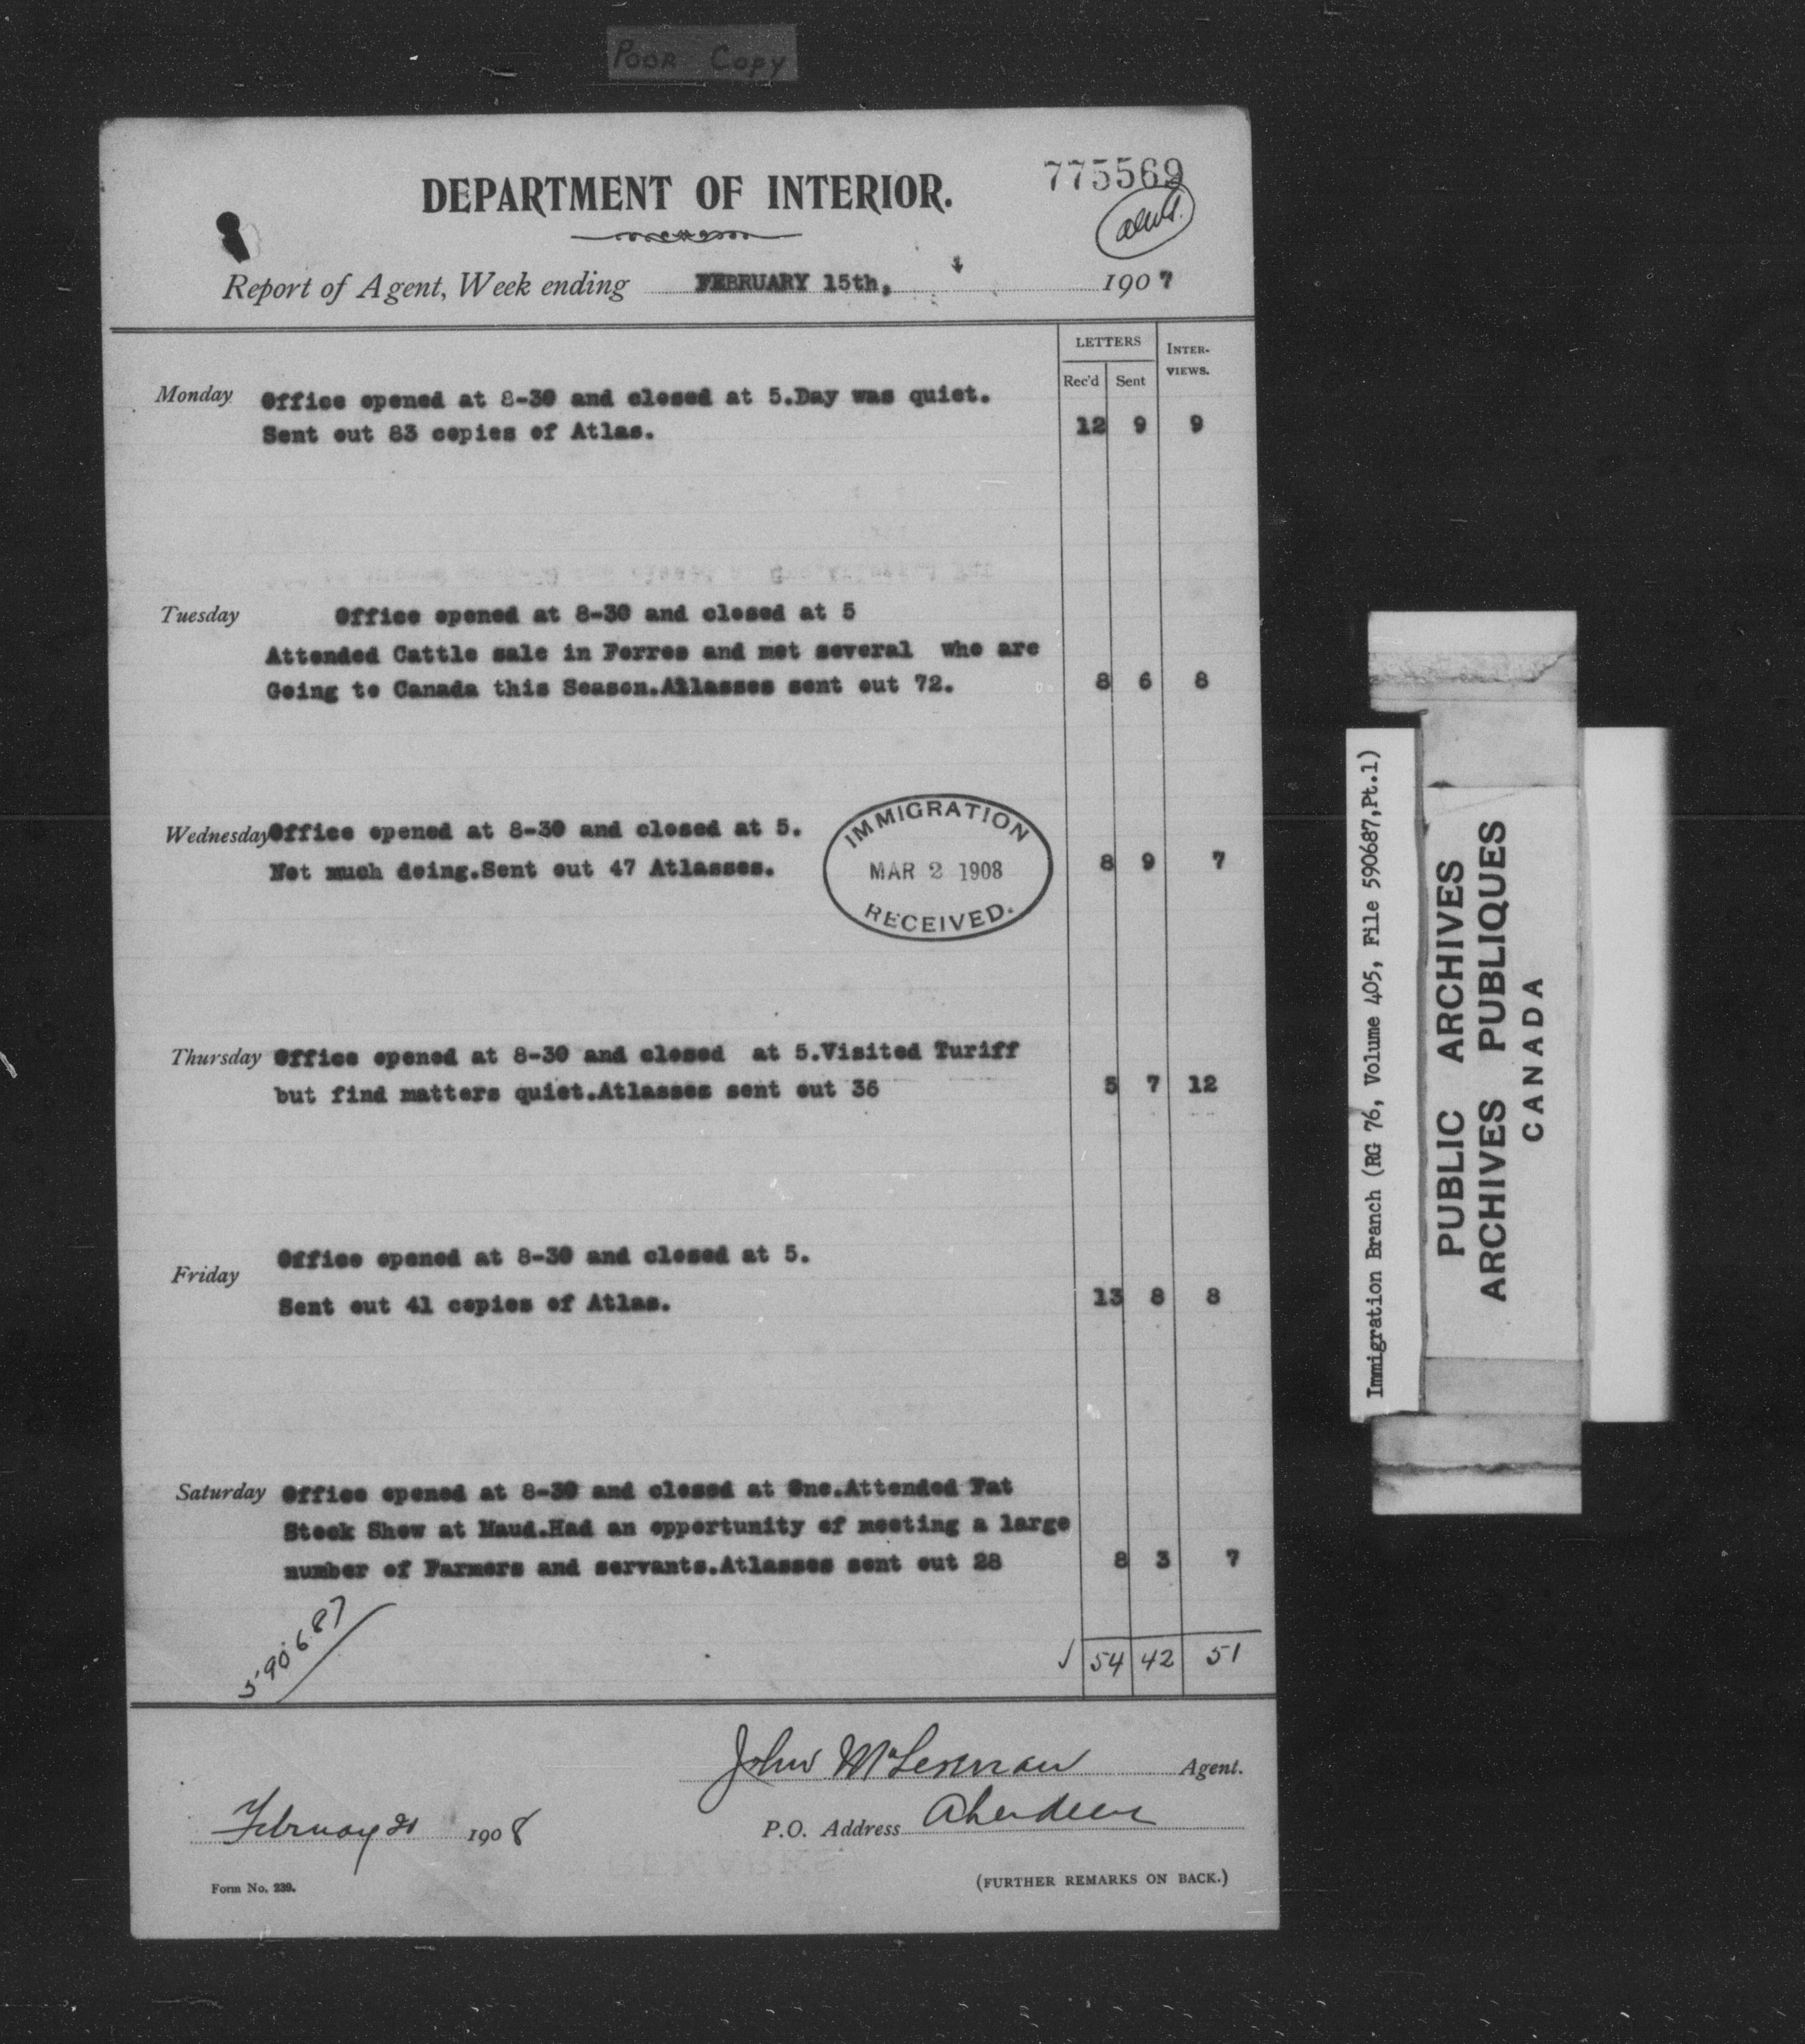 Poor Copy
775569
DEPARTMENT OF INTERIOR.
Report of Agent, Week ending FEBRUARY 15th, 1907
LETTERS INTER-
VIEWS.
Rec'd Sent
Monday Office opened at 8-30 and closed at 5.Day was quiet.
Sent out 83 copies of Atlas. 12 9 9
Tuesday Office opened at 8-30 and closed at 5
Attended Cattle sale in Forres and met several who are
Going to Canada this Season.Atlasses sent out 72. 8 6 8
Wednesday Office opened at 8-30 and closed at 5.
Not much doing.Sent out 47 Atlasses. 8 9 7
IMMIGRATION
MAR 2 1908
RECEIVED.
Thursday Office opened at 8-30 and closed at 5.Visited Turiff
but find matters quiet.Atlasses sent out 36 5 7 12
Friday Office opened at 8-30 and closed at 5.
Sent out 41 copies of Atlas. 13 8 8
Saturday Office opened at 8-30 and closed at One.Attended Fat
Stock Show at Maud.Had an opportunity of meeting a large
number of Farmers and servants.Atlasses sent out 28 8 3 7
590687
54 42 51
John McLennan Agent.
February 1908
P.O. Address Aberdeen
Form No. 239.
(FURTHER REMARKS ON BACK.)
Immigration Branch (RG 76, Volume 405, File 590687,Pt.1)
PUBLIC ARCHIVES
ARCHIVES PUBLIQUES
CANADA